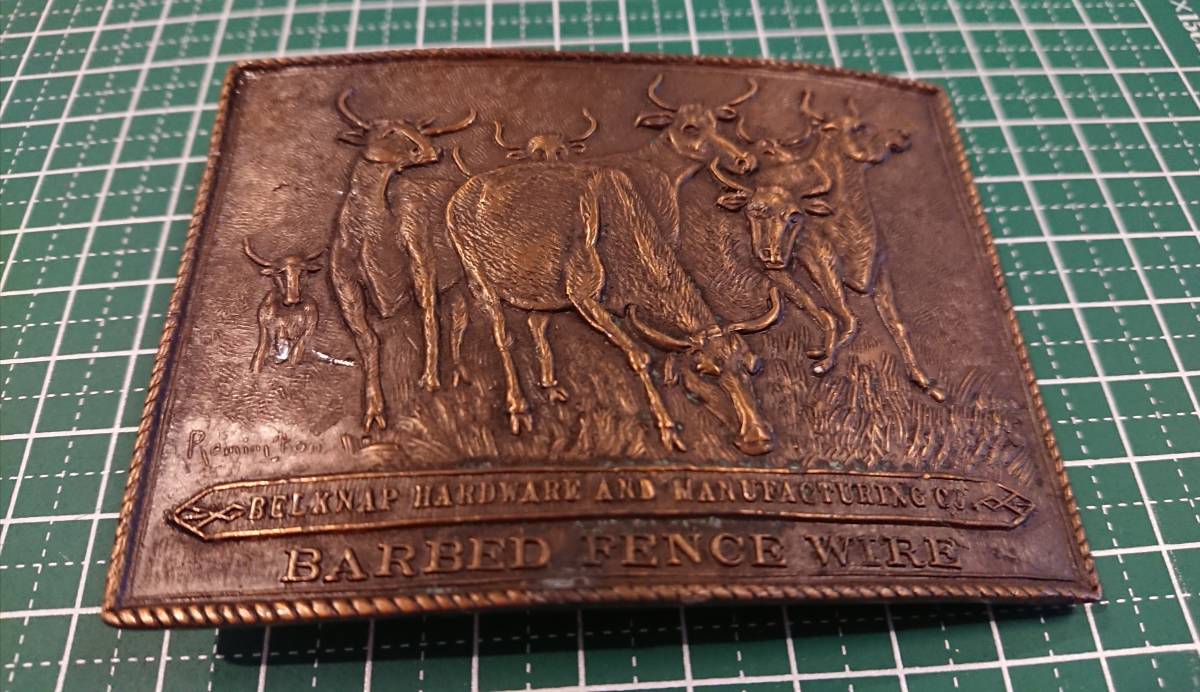 Remington
BELKNAP HARDWARE AND MANUFACTURING CO.
BARBED FENCE WIRE